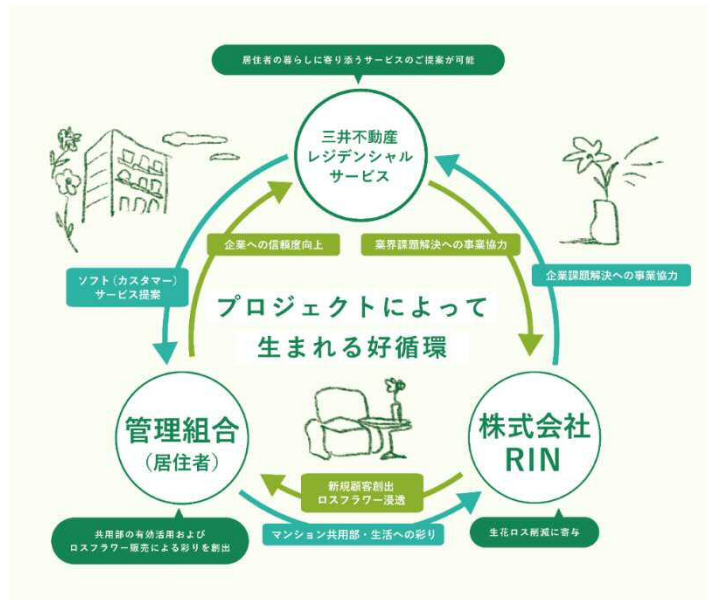 居住者の暮らしに寄り添うサービスのご提案が可能
三井不動産
レジデンシャル
サービス
企業への信頼度向上
業界課題解決への事業協力
ソフト（カスタマー）
サービス提案
企業課題解決への事業協力
プロジェクトによって
生まれる好循環
管理組合
（居住者）
株式会社
RIN
新規顧客創出
ロスフラワー浸透
共用部の有効活用および
ロスフラワー販売による彩りを創出
マンション共用部・生活への彩り
生花ロス削減に寄与